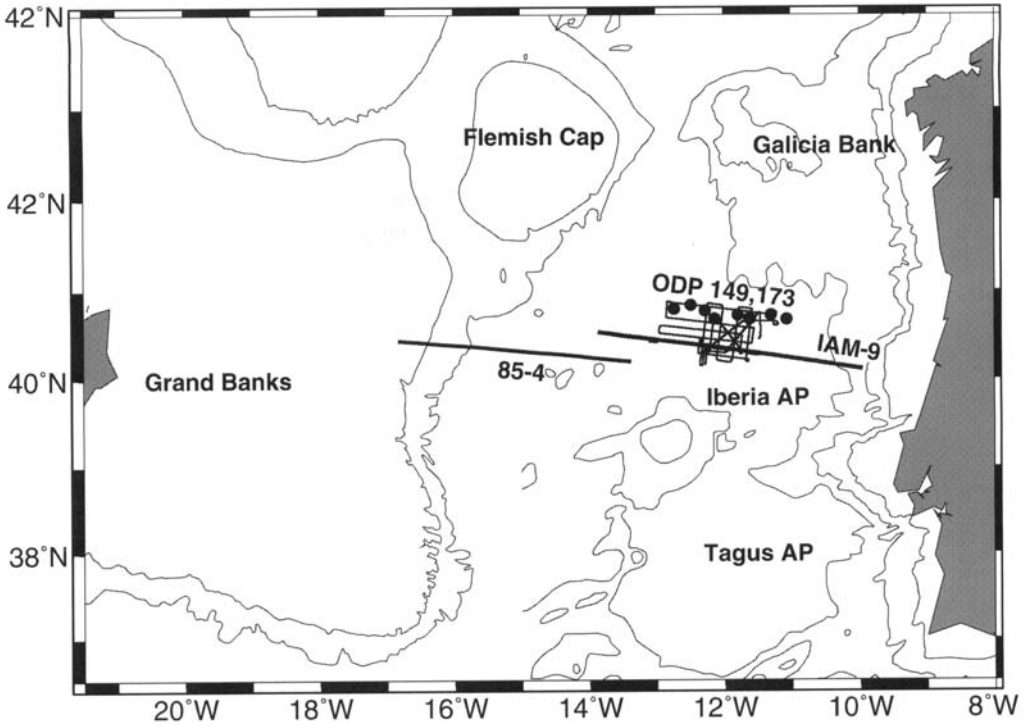 42°N
Flemish Cap
Galicia Bank
42°N
ODP 149,173
IAM-9
85-4
40°N
Grand Banks
Iberia AP
38°N
Tagus AP
20°W
18°W
16°W
14°W
12°W
10°W
8°W